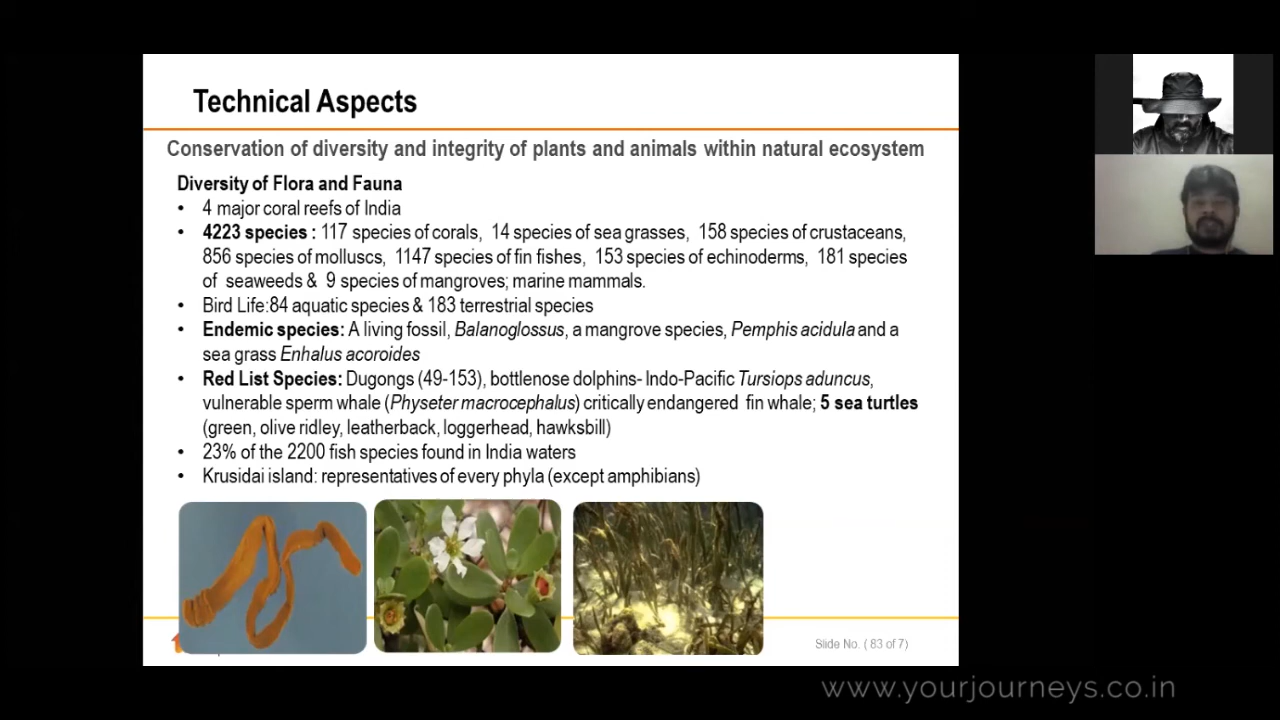 Technical Aspects
Conservation of diversity and integrity of plants and animals within natural ecosystem
Diversity of Flora and Fauna
• 4 major coral reefs of India
• 4223 species : 117 species of corals, 14 species of sea grasses, 158 species of crustaceans,
856 species of molluscs, 1147 species of fin fishes, 153 species of echinoderms, 181 species
of seaweeds & 9 species of mangroves; marine mammals.
• Bird Life:84 aquatic species & 183 terrestrial species
• Endemic species: A living fossil, Balanoglossus, a mangrove species, Pemphis acidula and a
sea grass Enhalus acoroides
• Red List Species: Dugongs (49-153), bottlenose dolphins- Indo-Pacific Tursiops aduncus,
vulnerable sperm whale (Physeter macrocephalus) critically endangered fin whale; 5 sea turtles
(green, olive ridley, leatherback, loggerhead, hawksbill)
• 23% of the 2200 fish species found in India waters
• Krusidai island: representatives of every phyla (except amphibians)
Slide No. ( 83 of 7)
www.yourjourneys.co.in